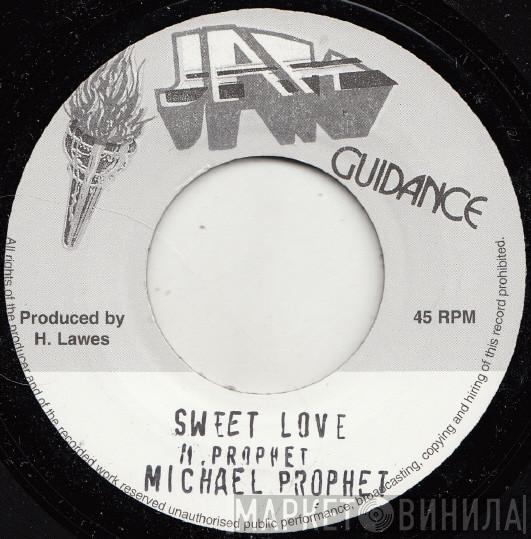 JAH
GUIDANCE
Produced by
H. Lawes
45 RPM
SWEET LOVE
M. PROPHET
MICHAEL PROPHET
All rights of the producer and of the recorded work reserved unauthorised public performance, broadcasting, copying and hiring of this record prohibited.
МАРКЕТ ВИНИЛА!